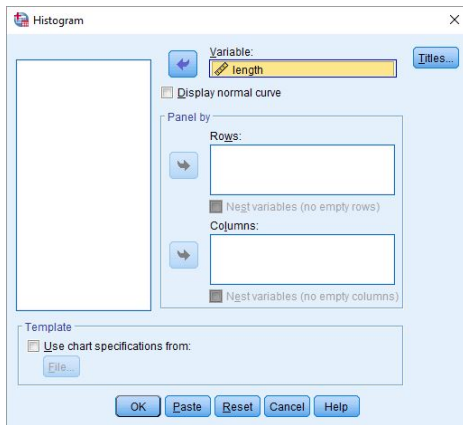 Histogram
Variable:
length
Titles...
Display normal curve
Panel by
Rows:
Nest variables (no empty rows)
Columns:
Nest variables (no empty columns)
Template
Use chart specifications from:
File...
OK Paste Reset Cancel Help